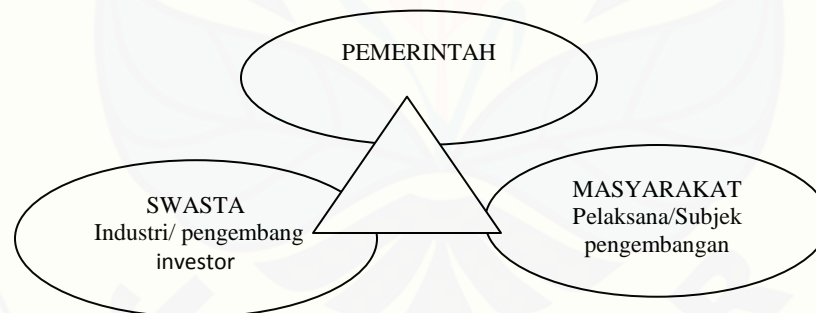 PEMERINTAH
SWASTA
Industri/ pengembang
investor
MASYARAKAT
Pelaksana/Subjek
pengembangan